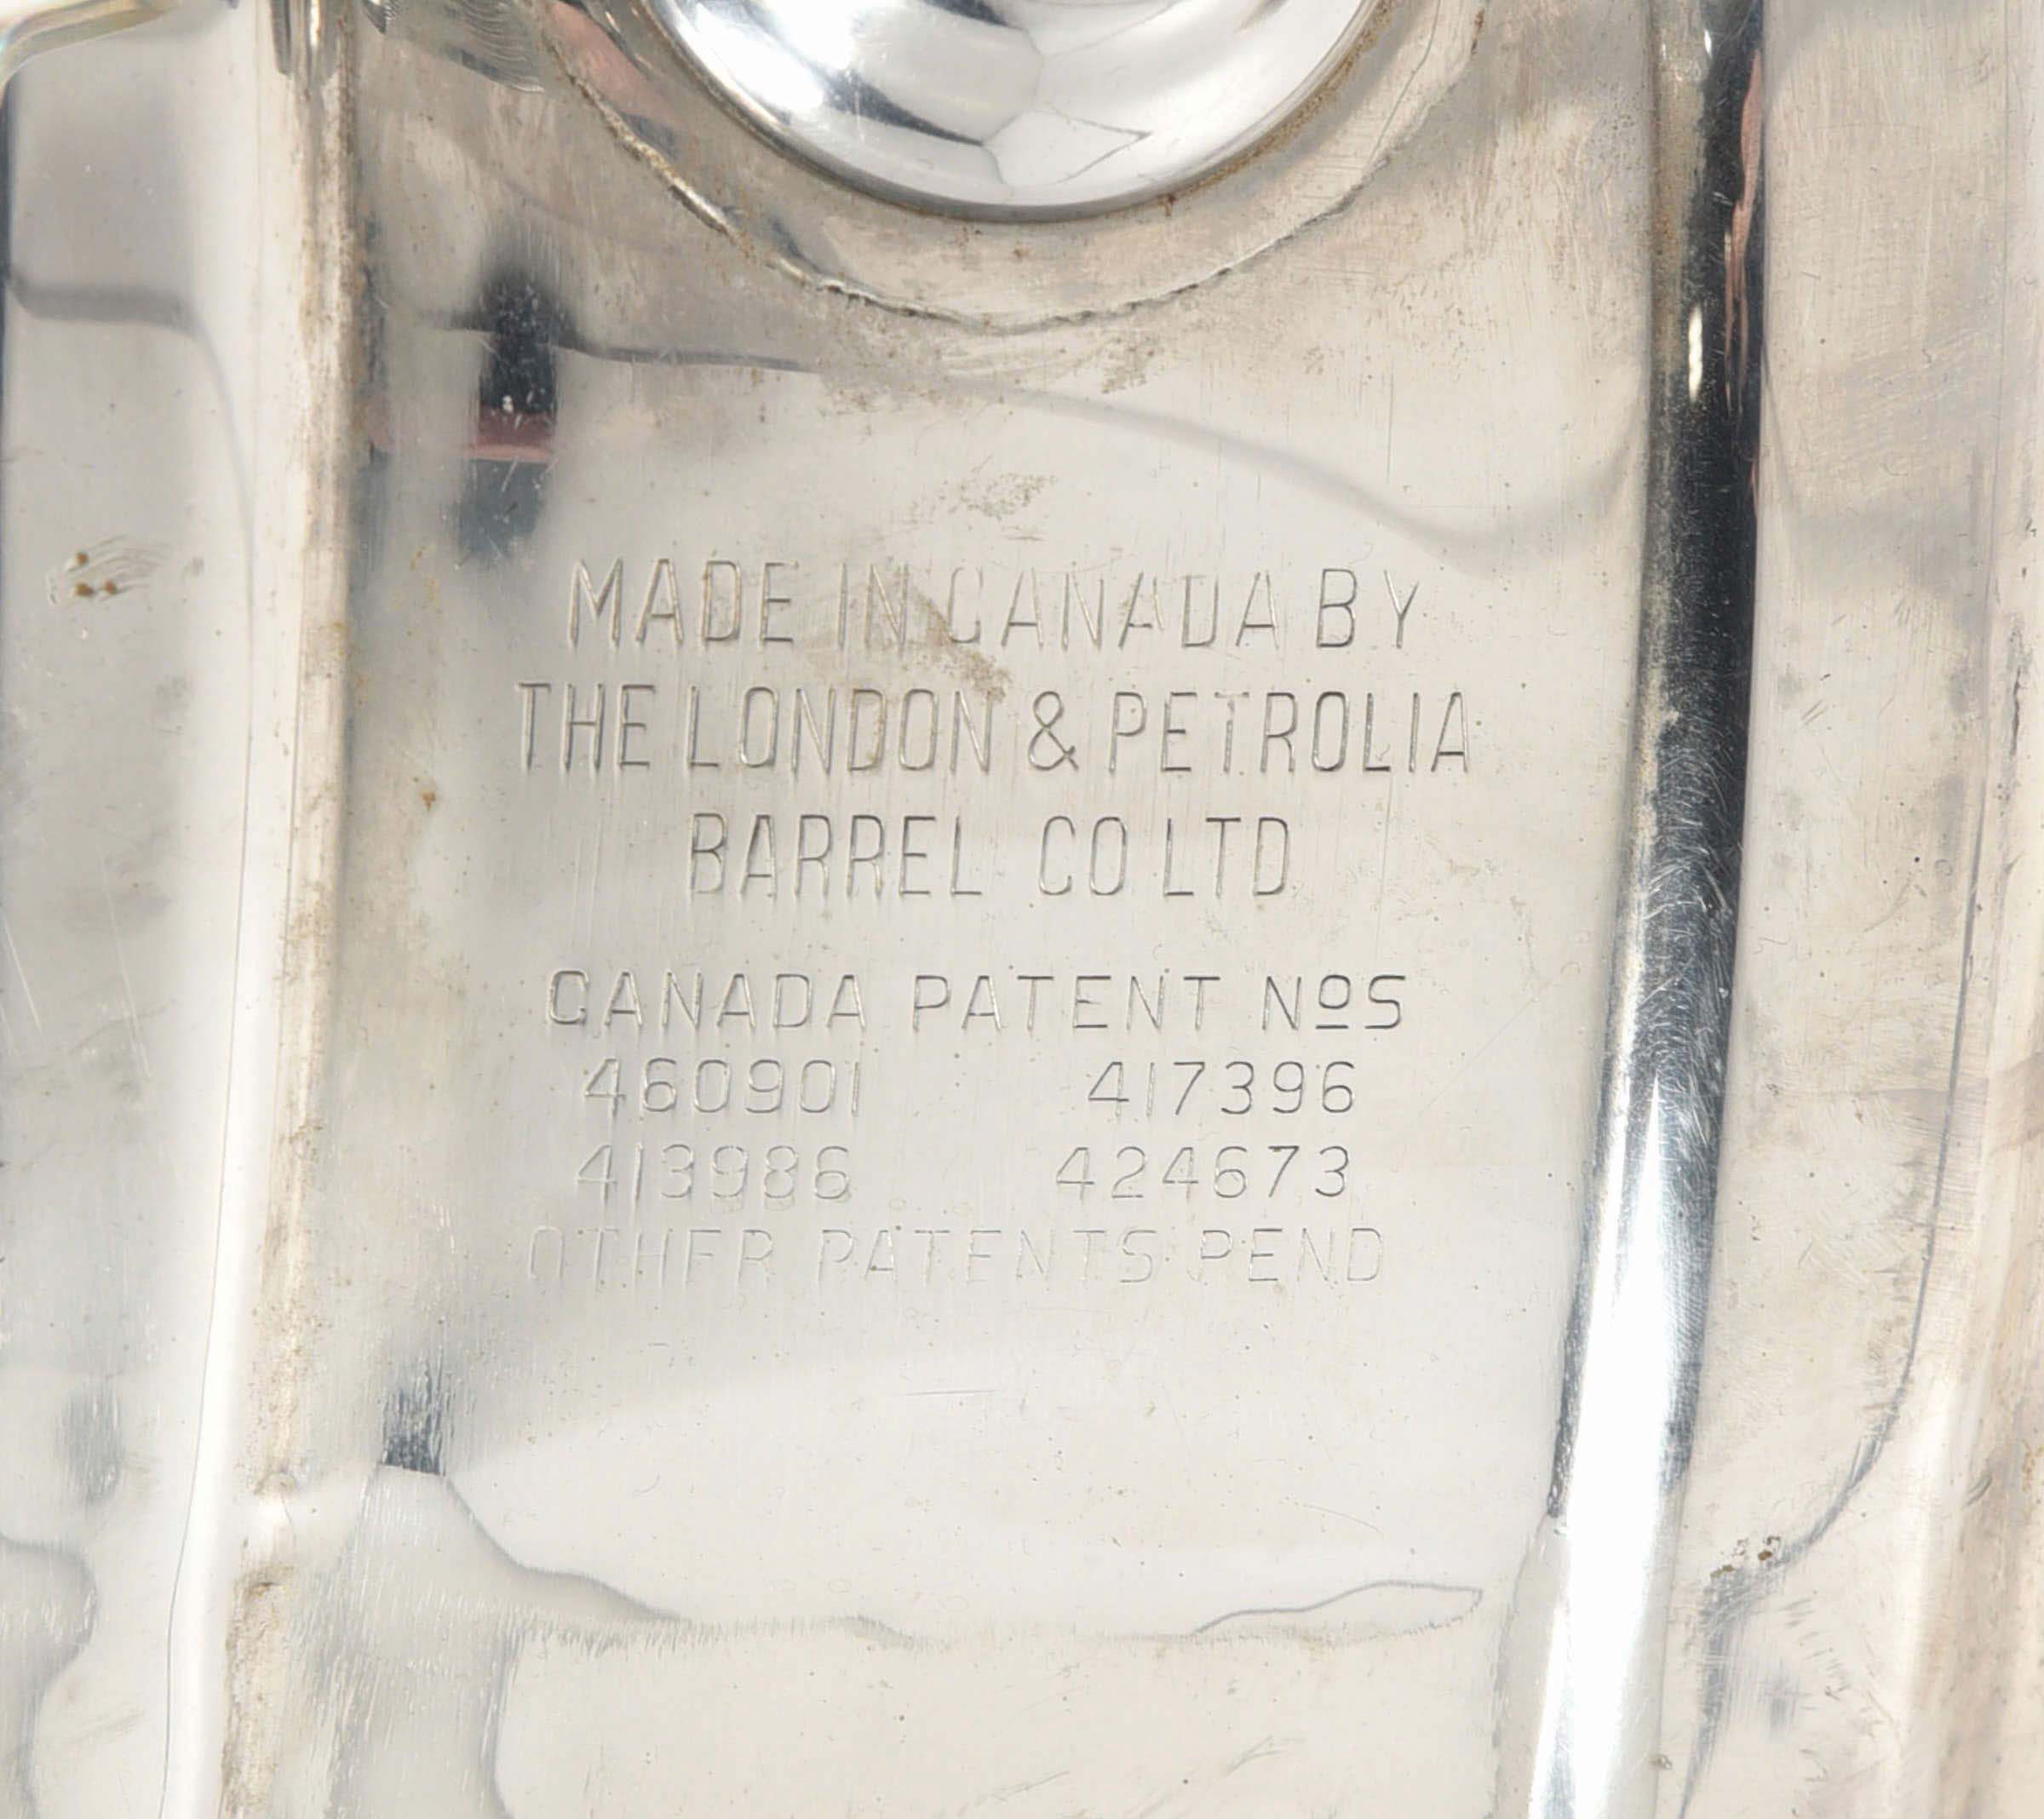 MADE IN CANADA BY
THE LONDON & PETROLIA
BARREL CO LTD
CANADA PATENT NOS
460901 417396
413986 424673
OTHER PATENTS PEND